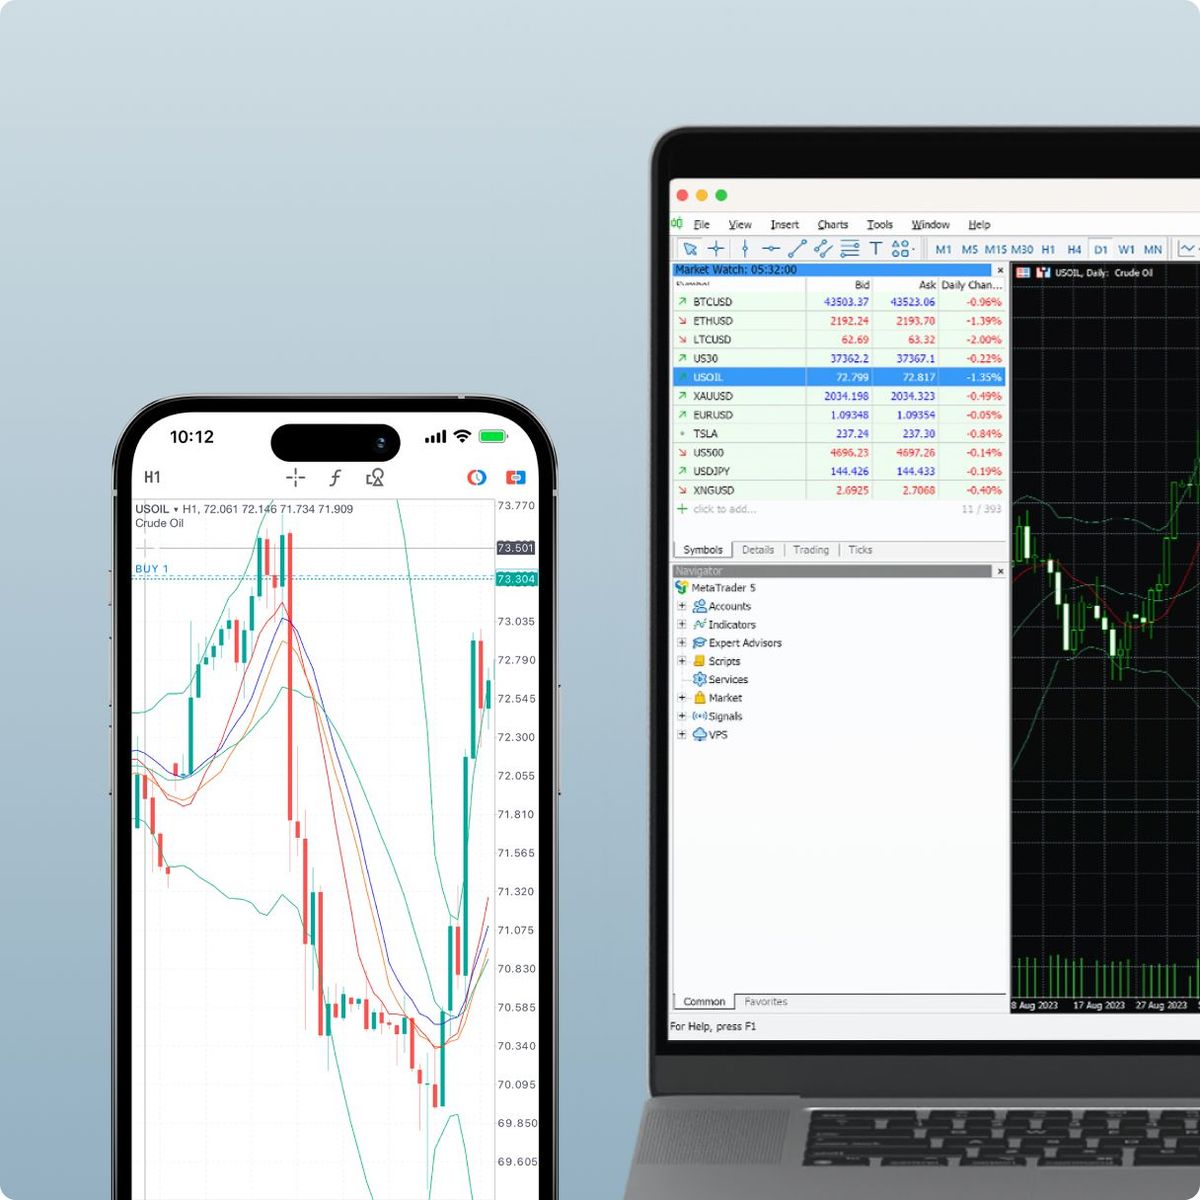 10:12
H1
USOIL ▾ H1, 72.061 72.146 71.734 71.909
Crude Oil
BUY 1
73.770
73.501
73.304
73.035
72.790
72.545
72.300
72.055
71.810
71.565
71.320
71.075
70.830
70.585
70.340
70.095
69.850
69.605
File View Insert Charts Tools Window Help
M1 M5 M15 M30 H1 H4 D1 W1 MN
Market Watch: 05:32:00
Bid Ask Daily Chan...
BTCUSD 43503.37 43523.06 -0.96%
ETHUSD 2192.24 2193.70 -1.39%
LTCUSD 62.69 63.32 -2.00%
US30 37362.2 37367.1 -0.22%
USOIL 72.799 72.817 -1.35%
XAUUSD 2034.198 2034.323 -0.49%
EURUSD 1.09348 1.09354 -0.05%
TSLA 237.24 237.30 -0.84%
US500 4696.23 4697.26 -0.14%
USDJPY 144.426 144.433 -0.19%
XNGUSD 2.6925 2.7068 -0.40%
click to add... 11 / 393
Symbols Details Trading Ticks
Navigator
MetaTrader 5
Accounts
Indicators
Expert Advisors
Scripts
Services
Market
Signals
VPS
Common Favorites
For Help, press F1
USOIL, Daily: Crude Oil
8 Aug 2023 17 Aug 2023 27 Aug 2023